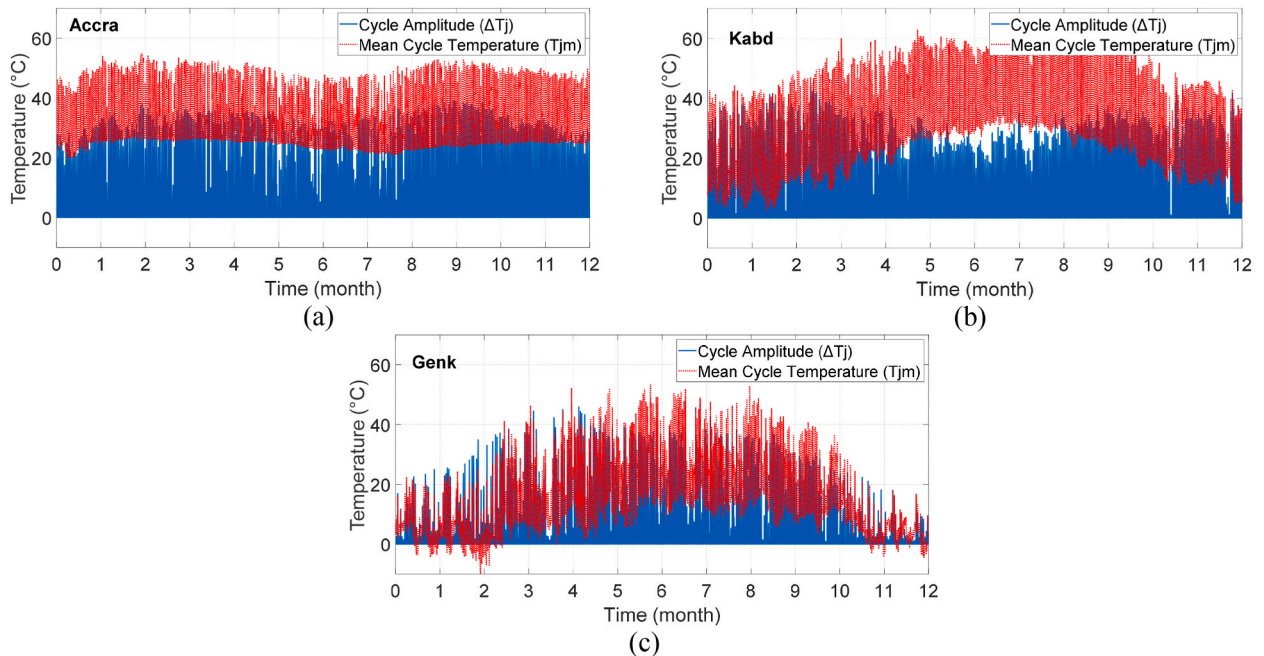 Accra
Cycle Amplitude (ΔTj)
Mean Cycle Temperature (Tjm)
Temperature (°C)
60
40
20
0
0 1 2 3 4 5 6 7 8 9 10 11 12
Time (month)
(a)
Kabd
Cycle Amplitude (ΔTj)
Mean Cycle Temperature (Tjm)
Temperature (°C)
60
40
20
0
0 1 2 3 4 5 6 7 8 9 10 11 12
Time (month)
(b)
Genk
Cycle Amplitude (ΔTj)
Mean Cycle Temperature (Tjm)
Temperature (°C)
60
40
20
0
0 1 2 3 4 5 6 7 8 9 10 11 12
Time (month)
(c)